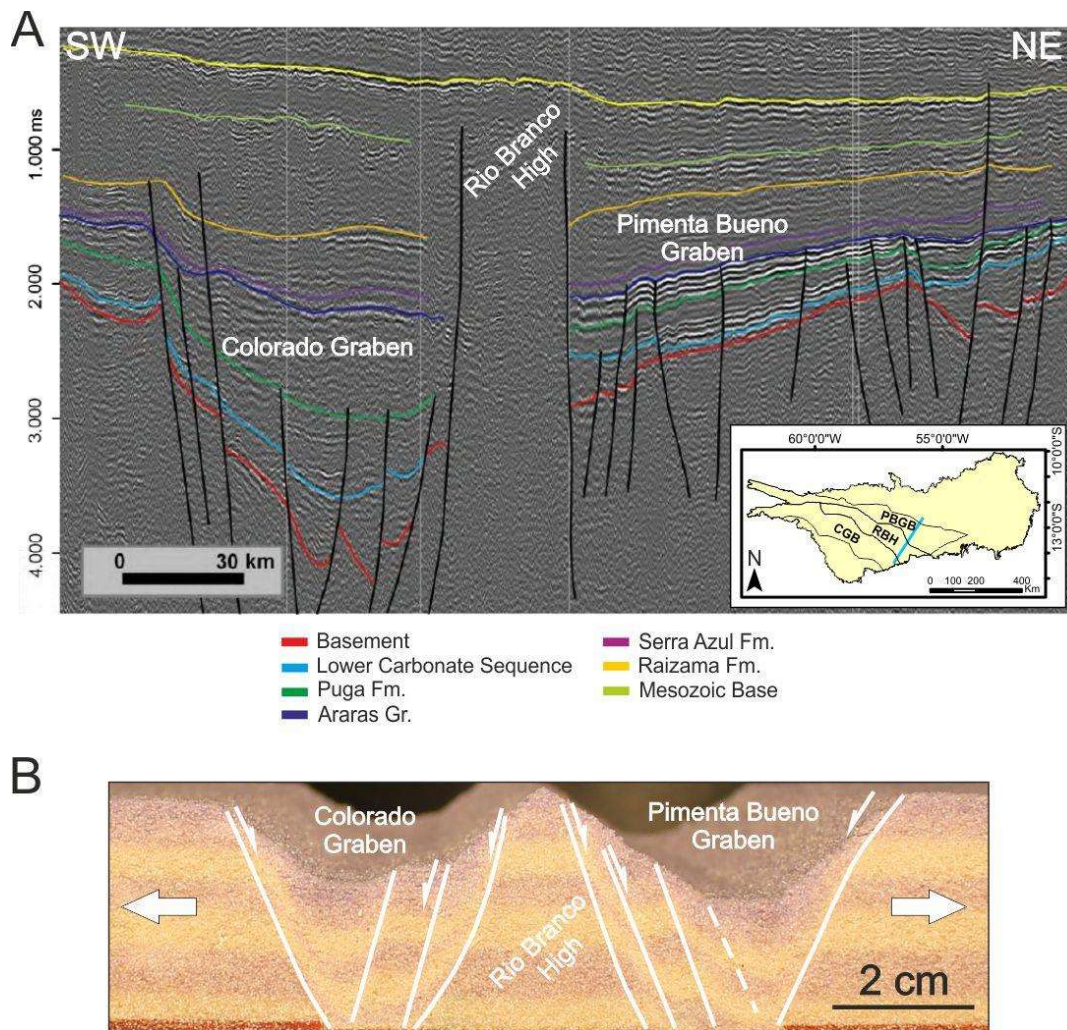 A
SW
NE
1.000 ms
2.000
3.000
4.000
Rio Branco
High
Pimenta Bueno
Graben
Colorado Graben
0 30 km
60°0'0"W 55°0'0"W
10°0'0"S
13°0'0"S
PBGB
RBH
CGB
N
0 100 200 400
Km
Basement
Lower Carbonate Sequence
Puga Fm.
Araras Gr.
Serra Azul Fm.
Raizama Fm.
Mesozoic Base
B
Colorado
Graben
Pimenta Bueno
Graben
Rio Branco
High
2 cm